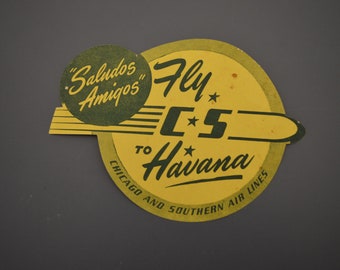 "Saludos
Amigos"
Fly
C★S
TO
Havana
CHICAGO AND SOUTHERN AIR LINES